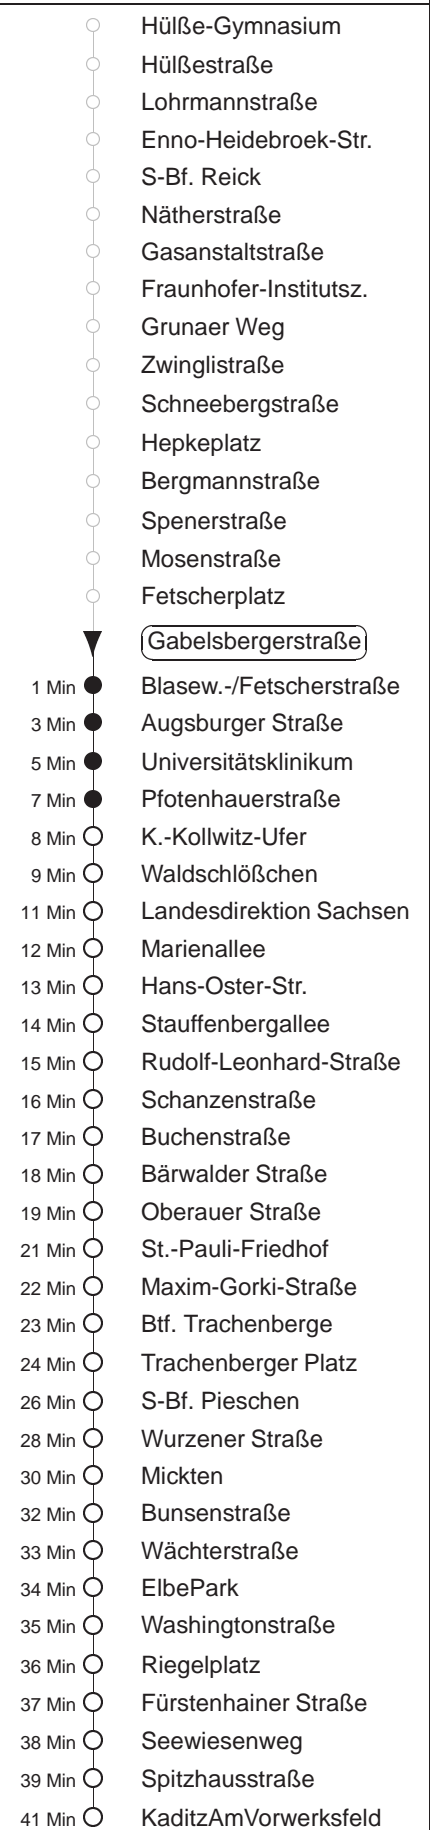 Hülße-Gymnasium
Hülßestraße
Lohrmannstraße
Enno-Heidebroek-Str.
S-Bf. Reick
Nätherstraße
Gasanstaltstraße
Fraunhofer-Institutsz.
Grunaer Weg
Zwinglistraße
Schneebergstraße
Hepkeplatz
Bergmannstraße
Spenerstraße
Mosenstraße
Fetscherplatz
Gabelsbergerstraße
1 Min Blasew.-/Fetscherstraße
3 Min Augsburger Straße
5 Min Universitätsklinikum
7 Min Pfotenhauerstraße
8 Min K.-Kollwitz-Ufer
9 Min Waldschlößchen
11 Min Landesdirektion Sachsen
12 Min Marienallee
13 Min Hans-Oster-Str.
14 Min Stauffenbergallee
15 Min Rudolf-Leonhard-Straße
16 Min Schanzenstraße
17 Min Buchenstraße
18 Min Bärwalder Straße
19 Min Oberauer Straße
21 Min St.-Pauli-Friedhof
22 Min Maxim-Gorki-Straße
23 Min Btf. Trachenberge
24 Min Trachenberger Platz
26 Min S-Bf. Pieschen
28 Min Wurzener Straße
30 Min Mickten
32 Min Bunsenstraße
33 Min Wächterstraße
34 Min ElbePark
35 Min Washingtonstraße
36 Min Riegelplatz
37 Min Fürstenhainer Straße
38 Min Seewiesenweg
39 Min Spitzhausstraße
41 Min KaditzAmVorwerksfeld